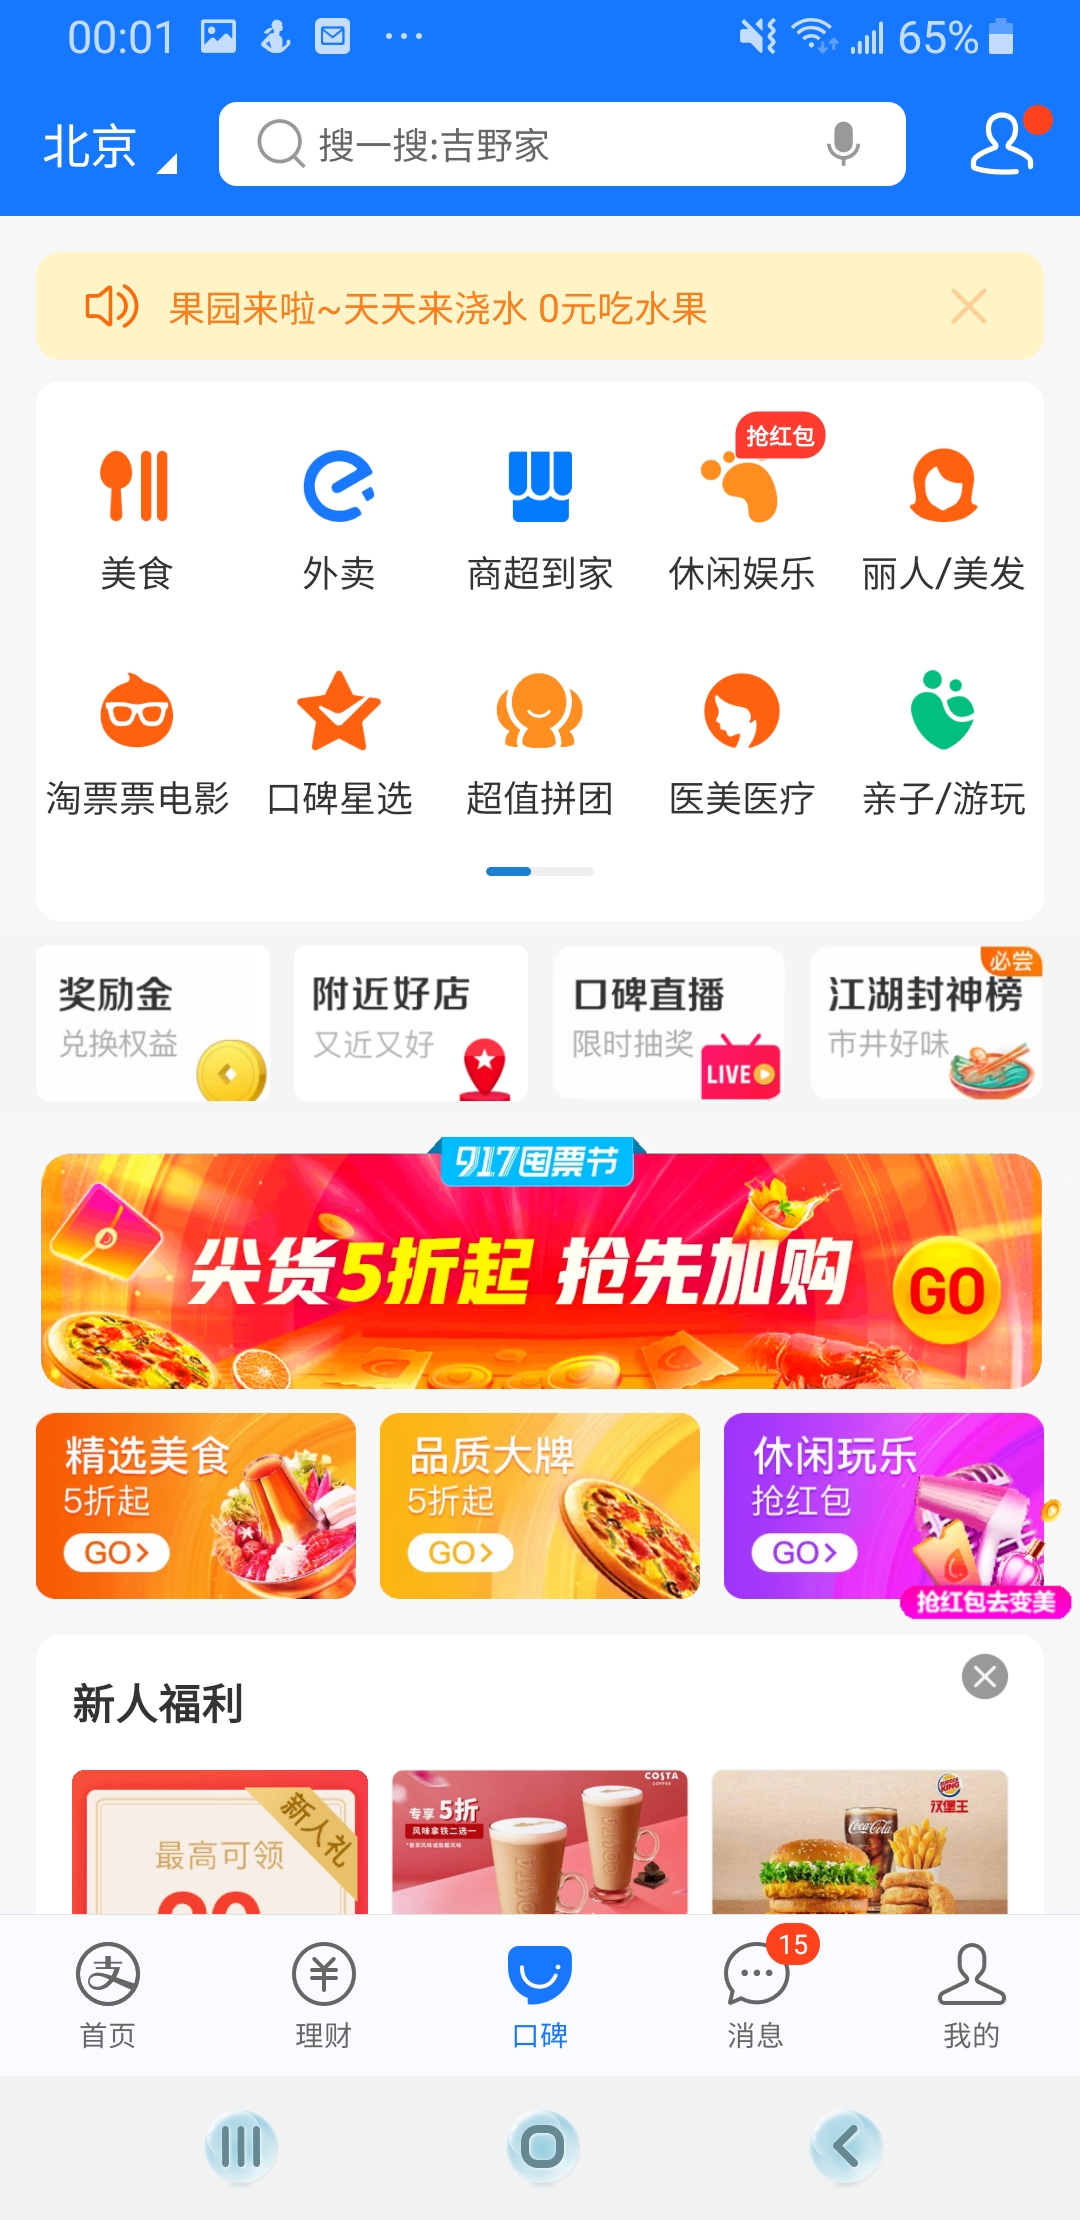 00:01
65%
北京
搜一搜:吉野家
果园来啦~天天来浇水 0元吃水果
抢红包
美食
外卖
商超到家
休闲娱乐
丽人/美发
淘票票电影
口碑星选
超值拼团
医美医疗
亲子/游玩
奖励金
兑换权益
附近好店
又近又好
口碑直播
限时抽奖
LIVE
必尝
江湖封神榜
市井好味
917囤票节
尖货5折起 抢先加购
GO
精选美食
5折起
GO
品质大牌
5折起
GO
休闲玩乐
抢红包
GO
抢红包去变美
新人福利
新人礼
最高可领
COSTA
COFFEE
专享5折
风味拿铁二选一
COSTA
COSTA
BURGER KING
汉堡王
Coca-Cola
支
首页
理财
口碑
15
消息
我的